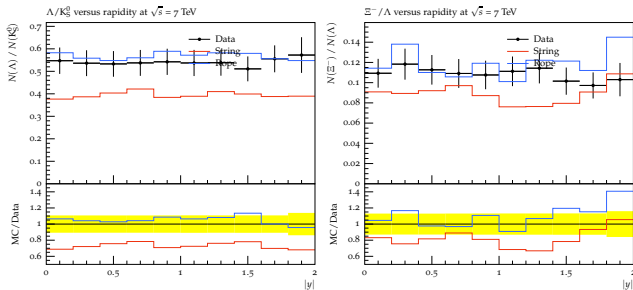 Λ/K⁰_S versus rapidity at √s = 7 TeV
N(Λ) / N(K⁰_S)
0.7
0.6
0.5
0.4
0.3
0.2
0.1
0
Data
String
Rope
MC/Data
1.4
1.2
1
0.8
0.6
0
0.5
1
1.5
2
|y|
Ξ⁻/Λ versus rapidity at √s = 7 TeV
N(Ξ⁻) / N(Λ)
0.14
0.12
0.1
0.08
0.06
0.04
0.02
0
Data
String
Rope
MC/Data
1.4
1.2
1
0.8
0.6
0
0.5
1
1.5
2
|y|